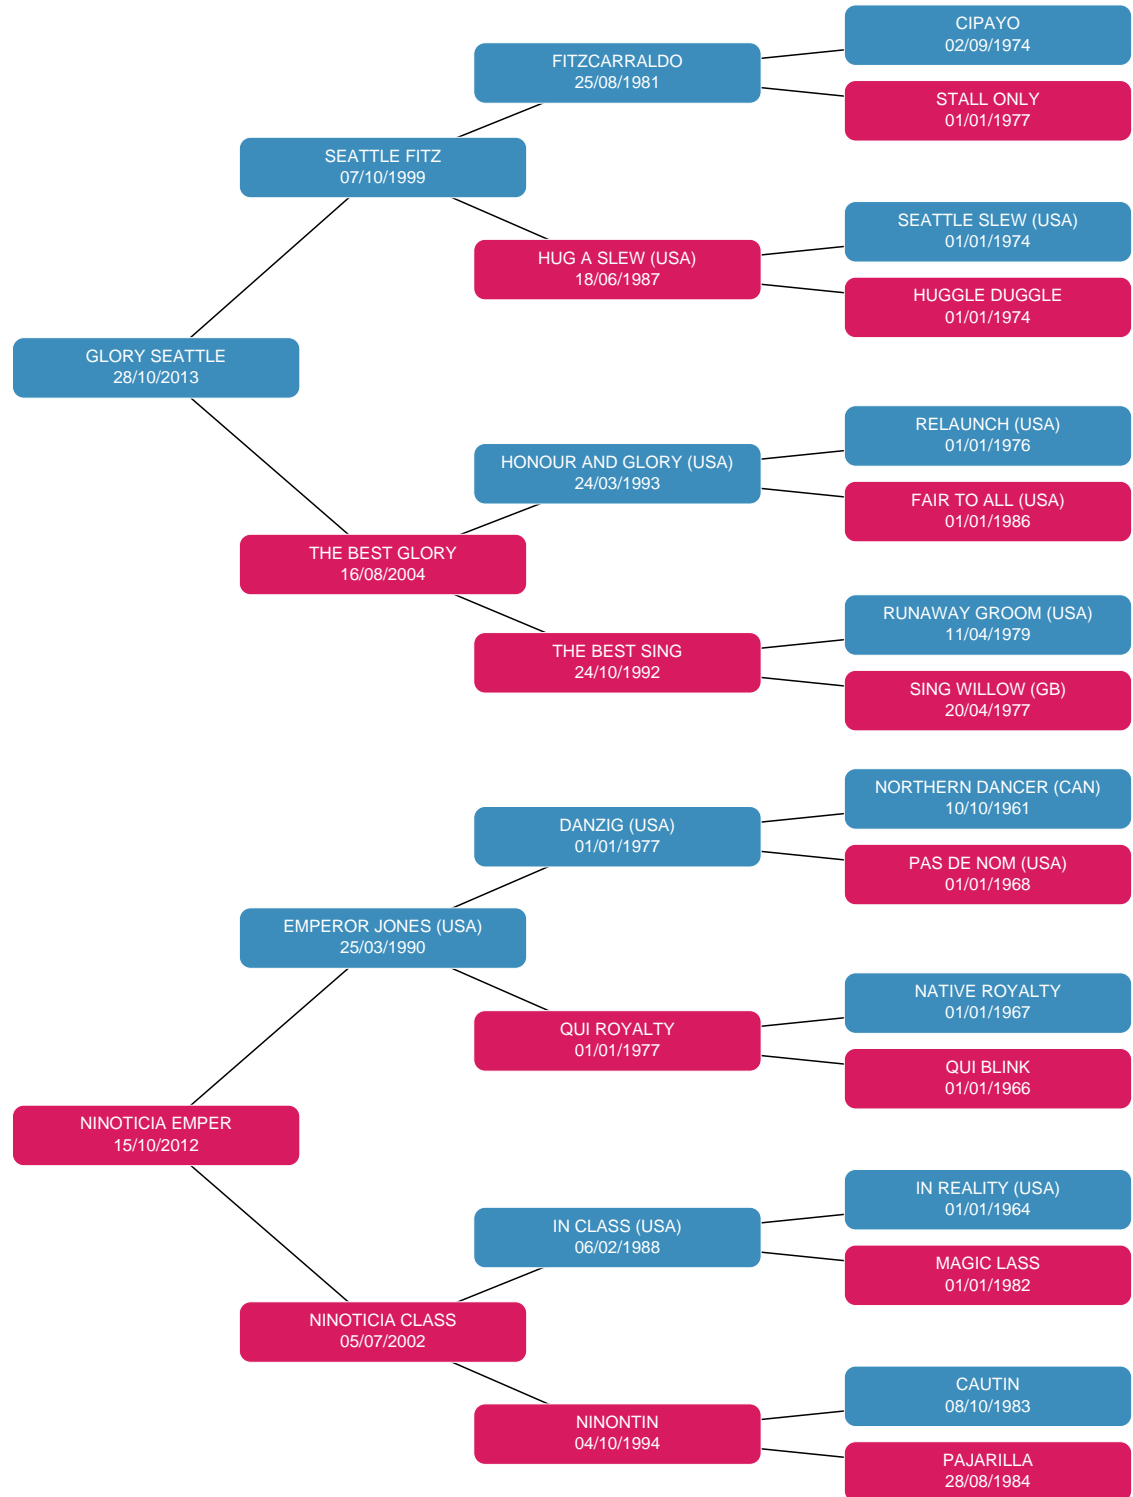 CIPAYO
02/09/1974
FITZCARRALDO
25/08/1981
STALL ONLY
01/01/1977
SEATTLE FITZ
07/10/1999
SEATTLE SLEW (USA)
01/01/1974
HUG A SLEW (USA)
18/06/1987
HUGGLE DUGGLE
01/01/1974
GLORY SEATTLE
28/10/2013
RELAUNCH (USA)
01/01/1976
HONOUR AND GLORY (USA)
24/03/1993
FAIR TO ALL (USA)
01/01/1986
THE BEST GLORY
16/08/2004
RUNAWAY GROOM (USA)
11/04/1979
THE BEST SING
24/10/1992
SING WILLOW (GB)
20/04/1977
NORTHERN DANCER (CAN)
10/10/1961
DANZIG (USA)
01/01/1977
PAS DE NOM (USA)
01/01/1968
EMPEROR JONES (USA)
25/03/1990
NATIVE ROYALTY
01/01/1967
QUI ROYALTY
01/01/1977
QUI BLINK
01/01/1966
NINOTICIA EMPER
15/10/2012
IN REALITY (USA)
01/01/1964
IN CLASS (USA)
06/02/1988
MAGIC LASS
01/01/1982
NINOTICIA CLASS
05/07/2002
CAUTIN
08/10/1983
NINONTIN
04/10/1994
PAJARILLA
28/08/1984